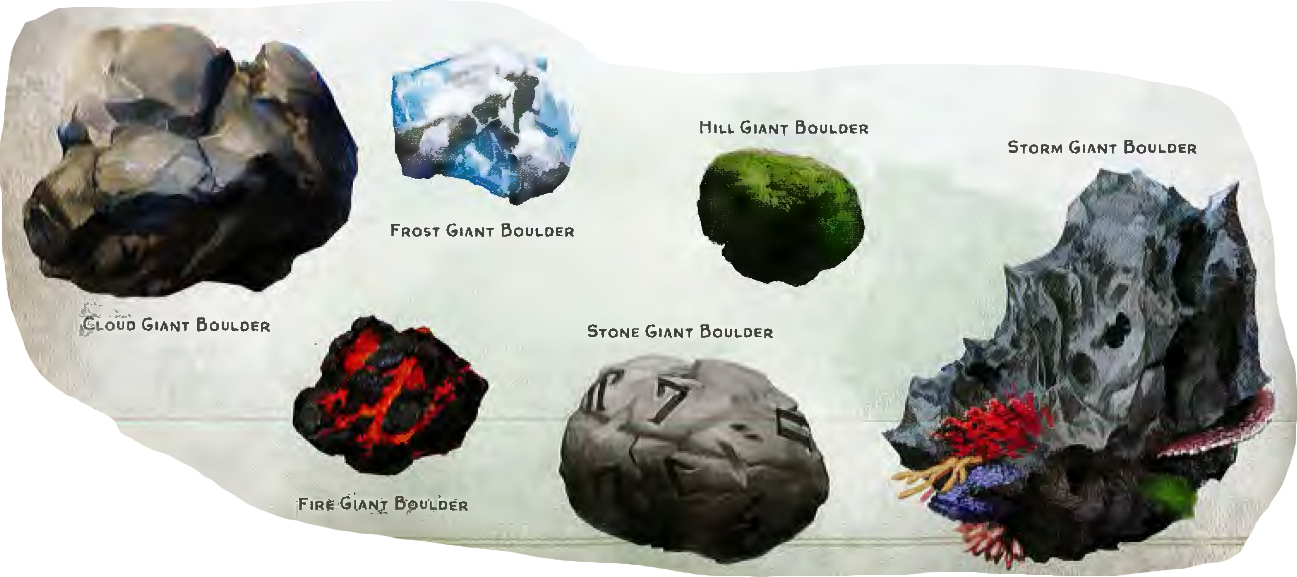 Hill Giant Boulder
Storm Giant Boulder
Frost Giant Boulder
Cloud Giant Boulder
Stone Giant Boulder
Fire Giant Boulder